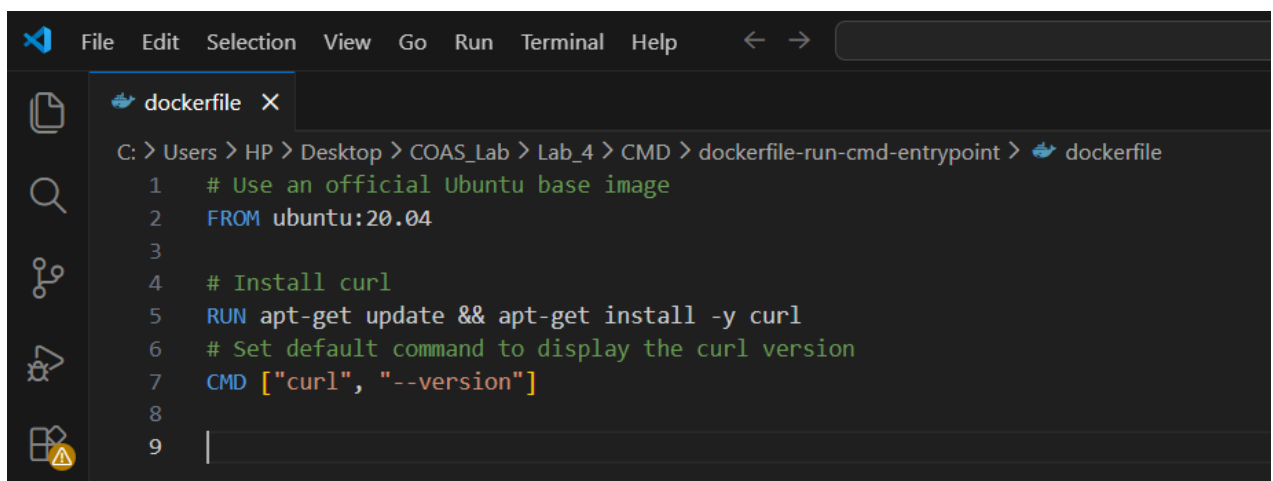 File Edit Selection View Go Run Terminal Help
dockerfile
C: > Users > HP > Desktop > COAS_Lab > Lab_4 > CMD > dockerfile-run-cmd-entrypoint > dockerfile
1 # Use an official Ubuntu base image
2 FROM ubuntu:20.04
3
4 # Install curl
5 RUN apt-get update && apt-get install -y curl
6 # Set default command to display the curl version
7 CMD ["curl", "--version"]
8
9